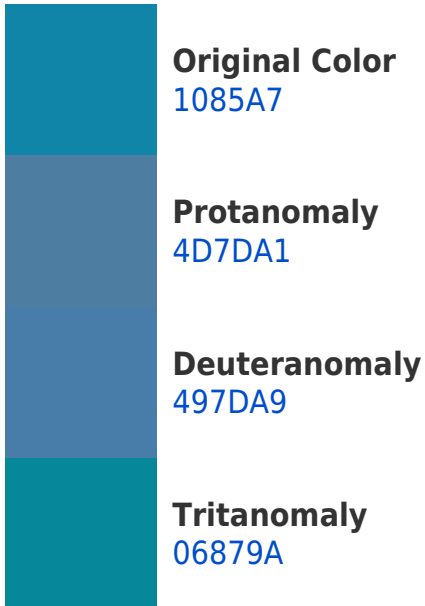 Original Color
1085A7
Protanomaly
4D7DA1
Deuteranomaly
497DA9
Tritanomaly
06879A